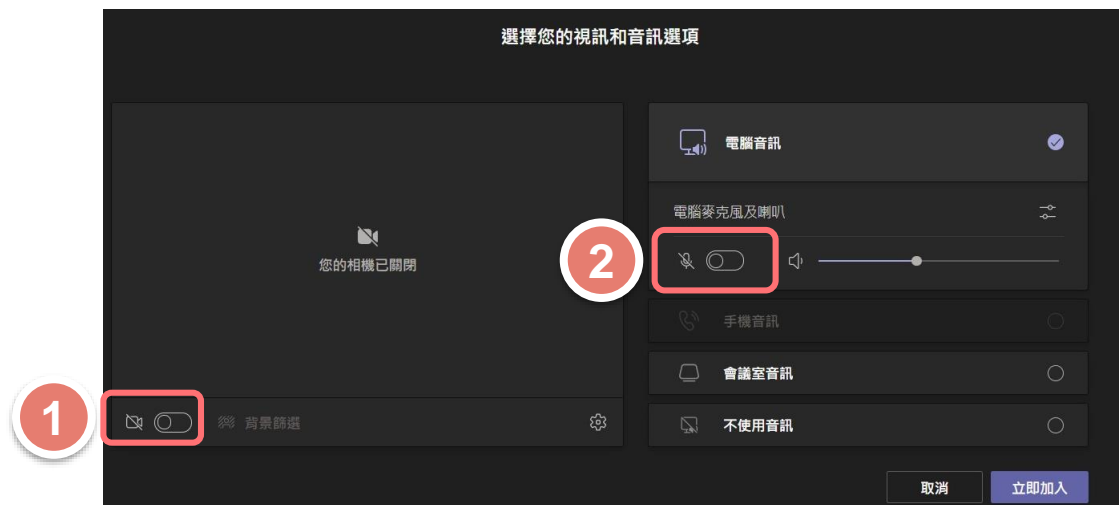 選擇您的視訊和音訊選項
您的相機已關閉
1
背景篩選
電腦音訊
電腦麥克風及喇叭
2
手機音訊
會議室音訊
不使用音訊
取消
立即加入